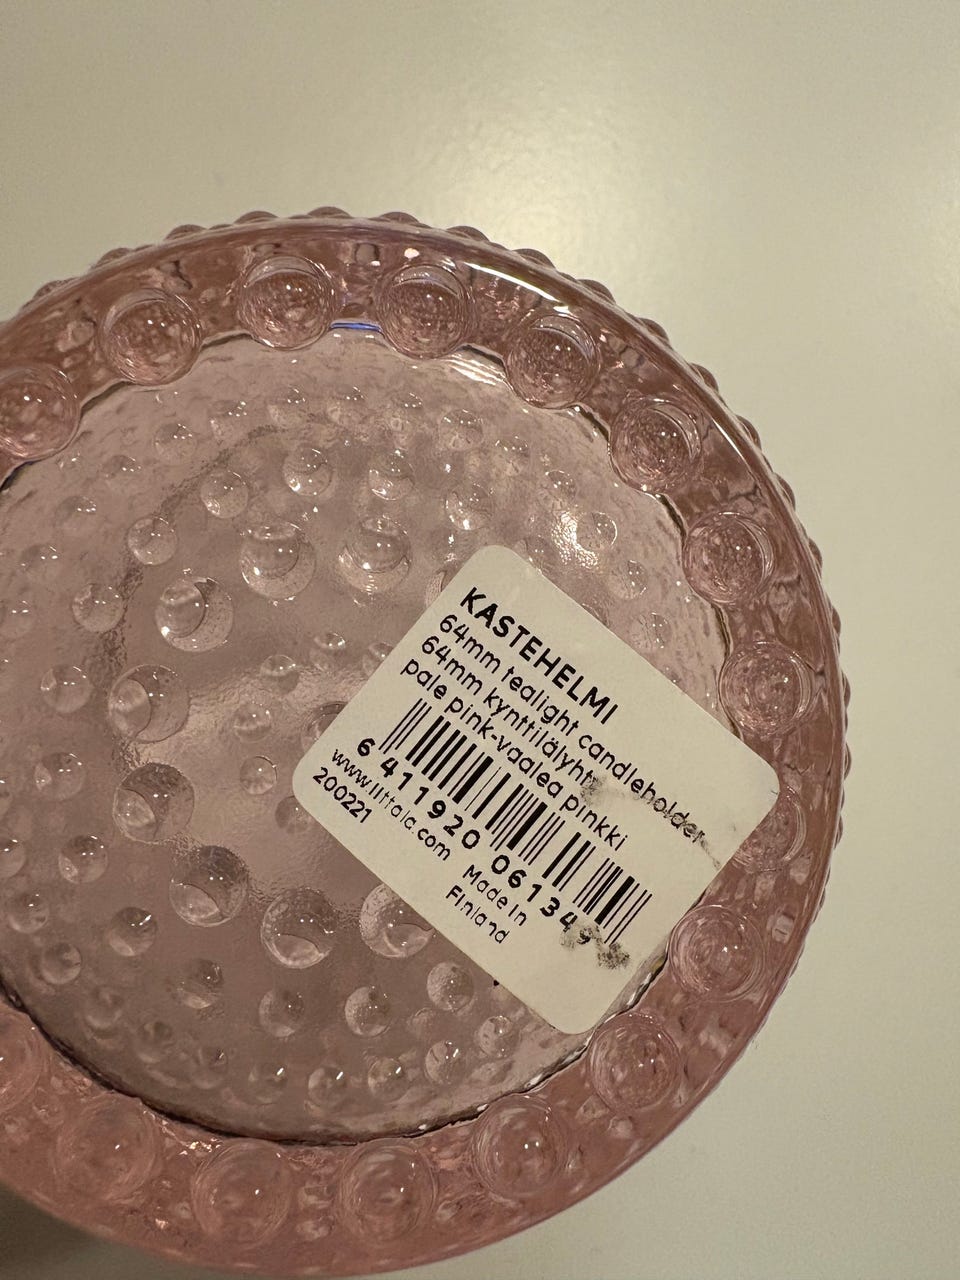 KASTEHELMI
64mm tealight candleholder
64mm kynttilälyhty
pale pink-vaalea pinkki
6 411920 061349
www.iittala.com
Made in
Finland
200221